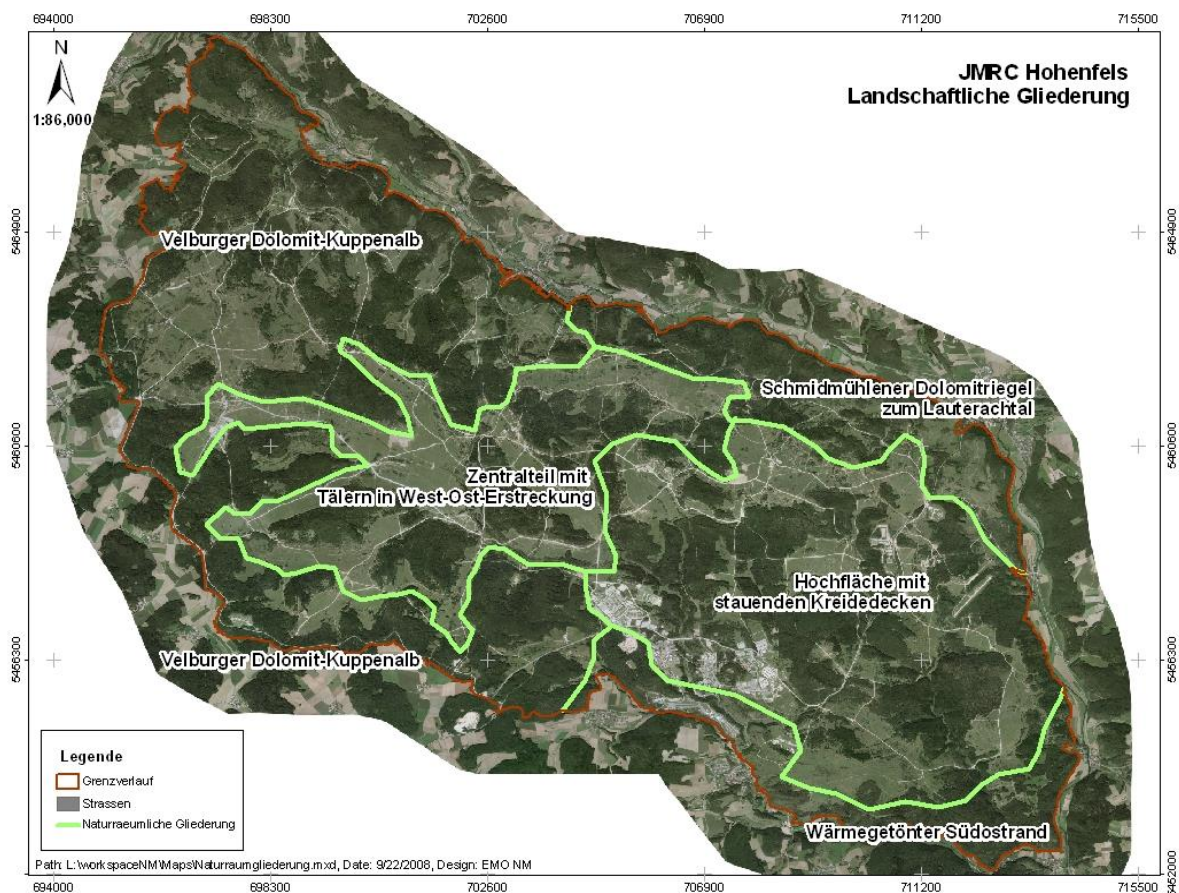 694000 698300 702600 706900 711200 715500
N
1:86,000
JMRC Hohenfels
Landschaftliche Gliederung
5464900 5464900
Velburger Dolomit-Kuppenalb
Schmidmühlener Dolomitriegel
zum Lauterachtal
5460600 5460600
Zentralteil mit
Tälern in West-Ost-Erstreckung
Hochfläche mit
stauenden Kreidedecken
5456300 5456300
Velburger Dolomit-Kuppenalb
Legende
Grenzverlauf
Strassen
Naturraeumliche Gliederung
Wärmegetönter Südostrand
Path: L:\workspaceNM\Maps\Naturraumgliederung.mxd, Date: 9/22/2008, Design: EMO NM
5452000
694000 698300 702600 706900 711200 715500